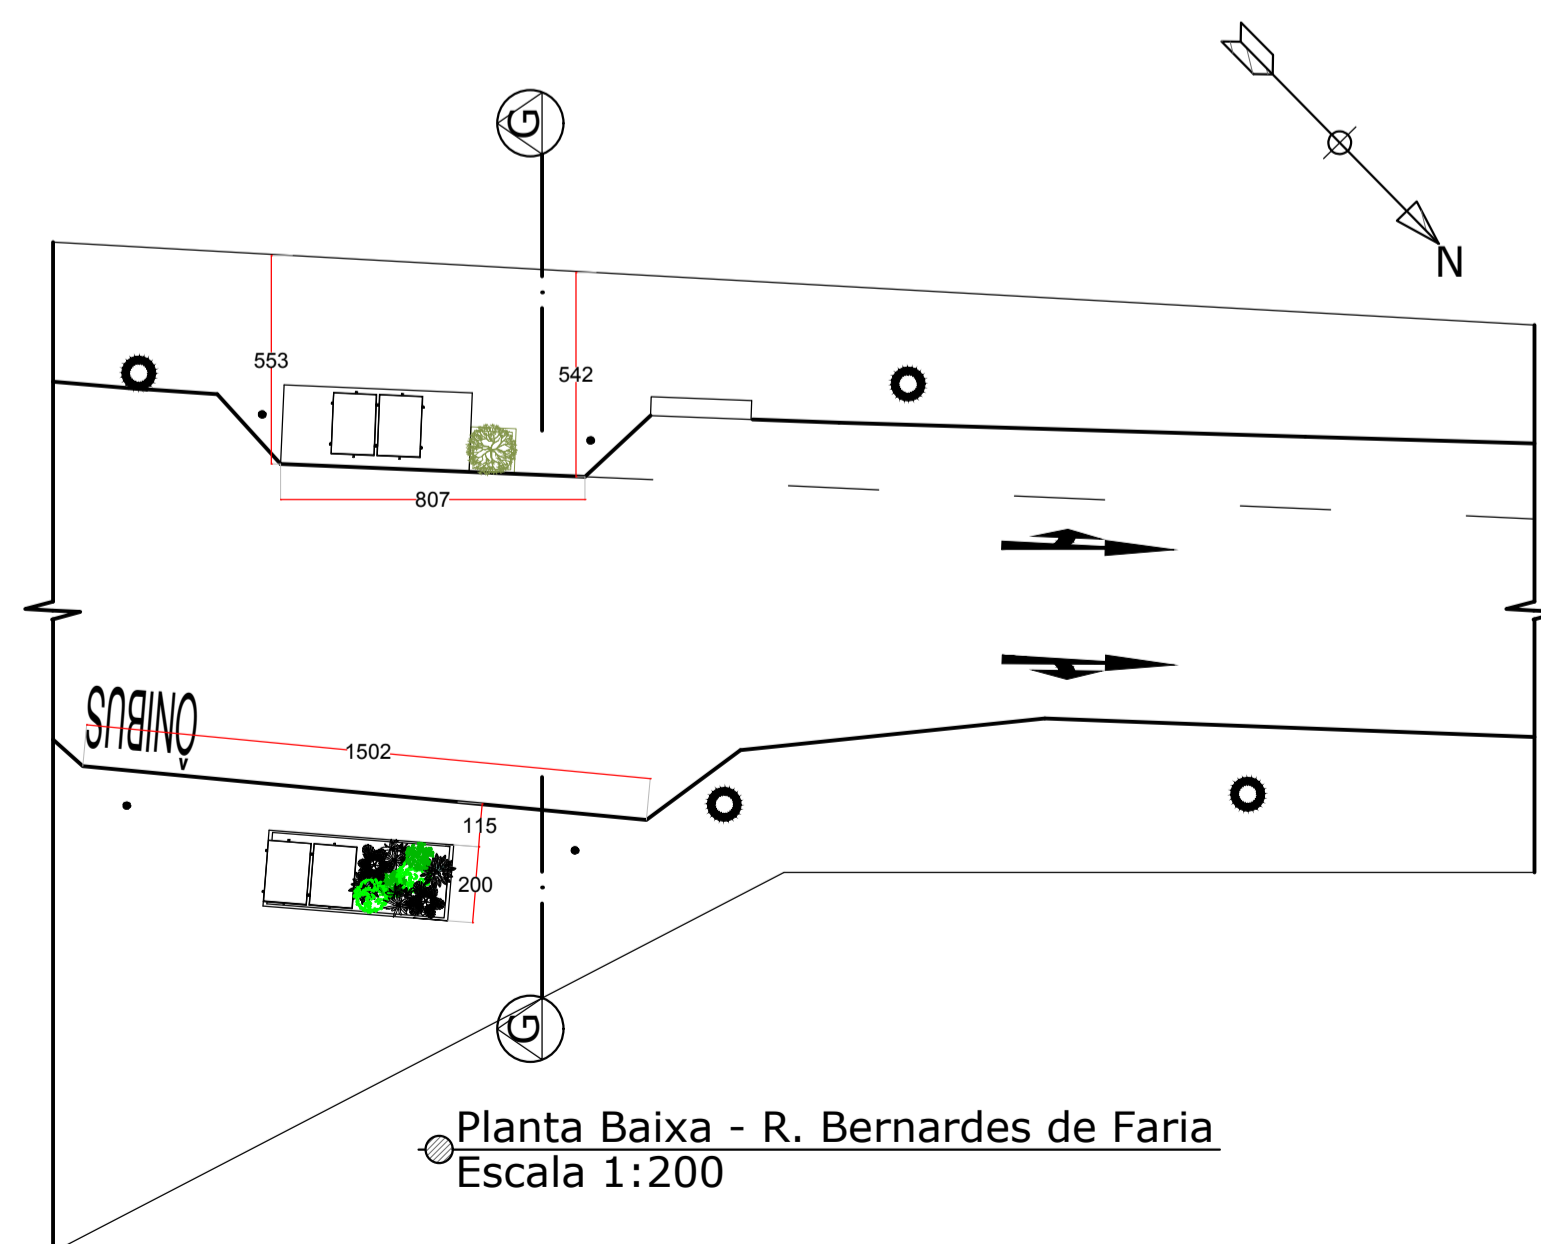 G
N
553
542
807
ÔNIBUS
1502
115
200
G
Planta Baixa - R. Bernardes de Faria
Escala 1:200